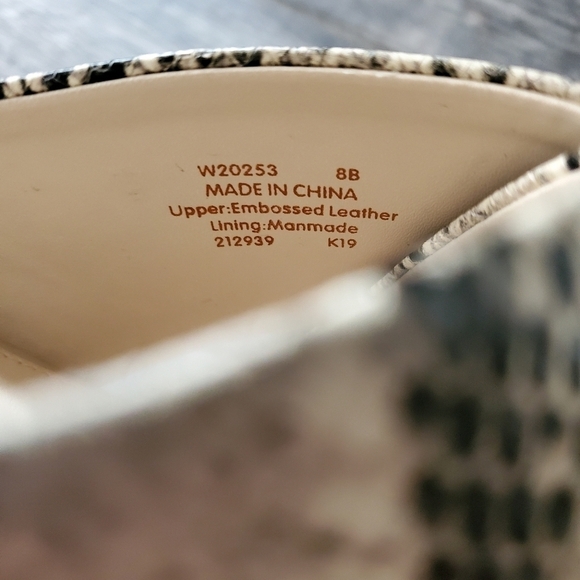 W20253 8B
MADE IN CHINA
Upper:Embossed Leather
Lining:Manmade
212939 K19